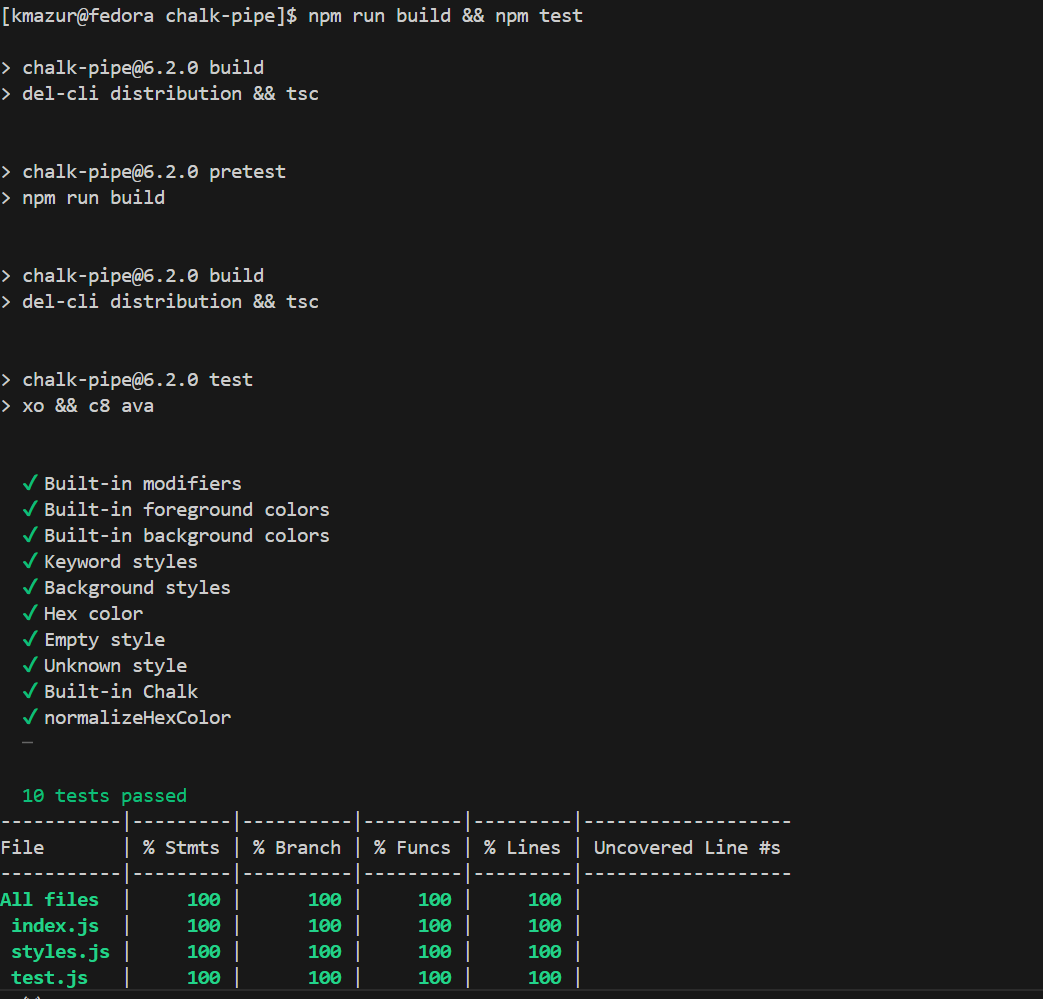 [kmazur@fedora chalk-pipe]$ npm run build && npm test
> chalk-pipe@6.2.0 build
> del-cli distribution && tsc
> chalk-pipe@6.2.0 pretest
> npm run build
> chalk-pipe@6.2.0 build
> del-cli distribution && tsc
> chalk-pipe@6.2.0 test
> xo && c8 ava
✓ Built-in modifiers
✓ Built-in foreground colors
✓ Built-in background colors
✓ Keyword styles
✓ Background styles
✓ Hex color
✓ Empty style
✓ Unknown style
✓ Built-in Chalk
✓ normalizeHexColor
─
10 tests passed
-----------|---------|----------|---------|---------|-------------------
File       | % Stmts | % Branch | % Funcs | % Lines | Uncovered Line #s
-----------|---------|----------|---------|---------|-------------------
All files  |     100 |      100 |     100 |     100 |
 index.js  |     100 |      100 |     100 |     100 |
 styles.js |     100 |      100 |     100 |     100 |
 test.js   |     100 |      100 |     100 |     100 |